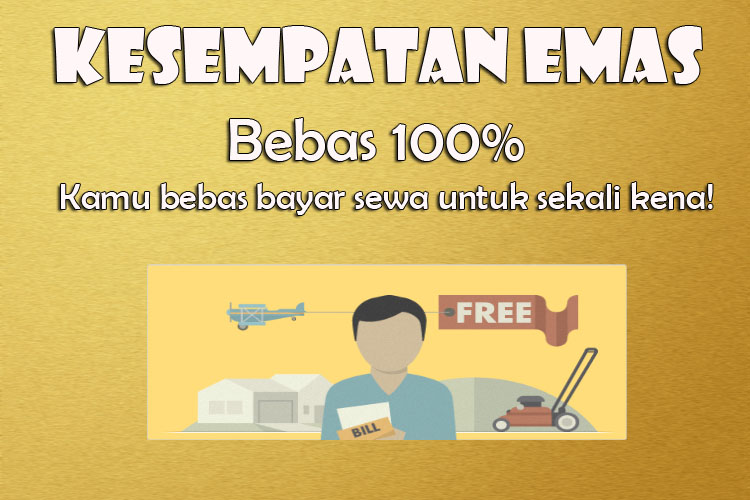 KESEMPATAN EMAS
Bebas 100%
Kamu bebas bayar sewa untuk sekali kena!
FREE
BILL